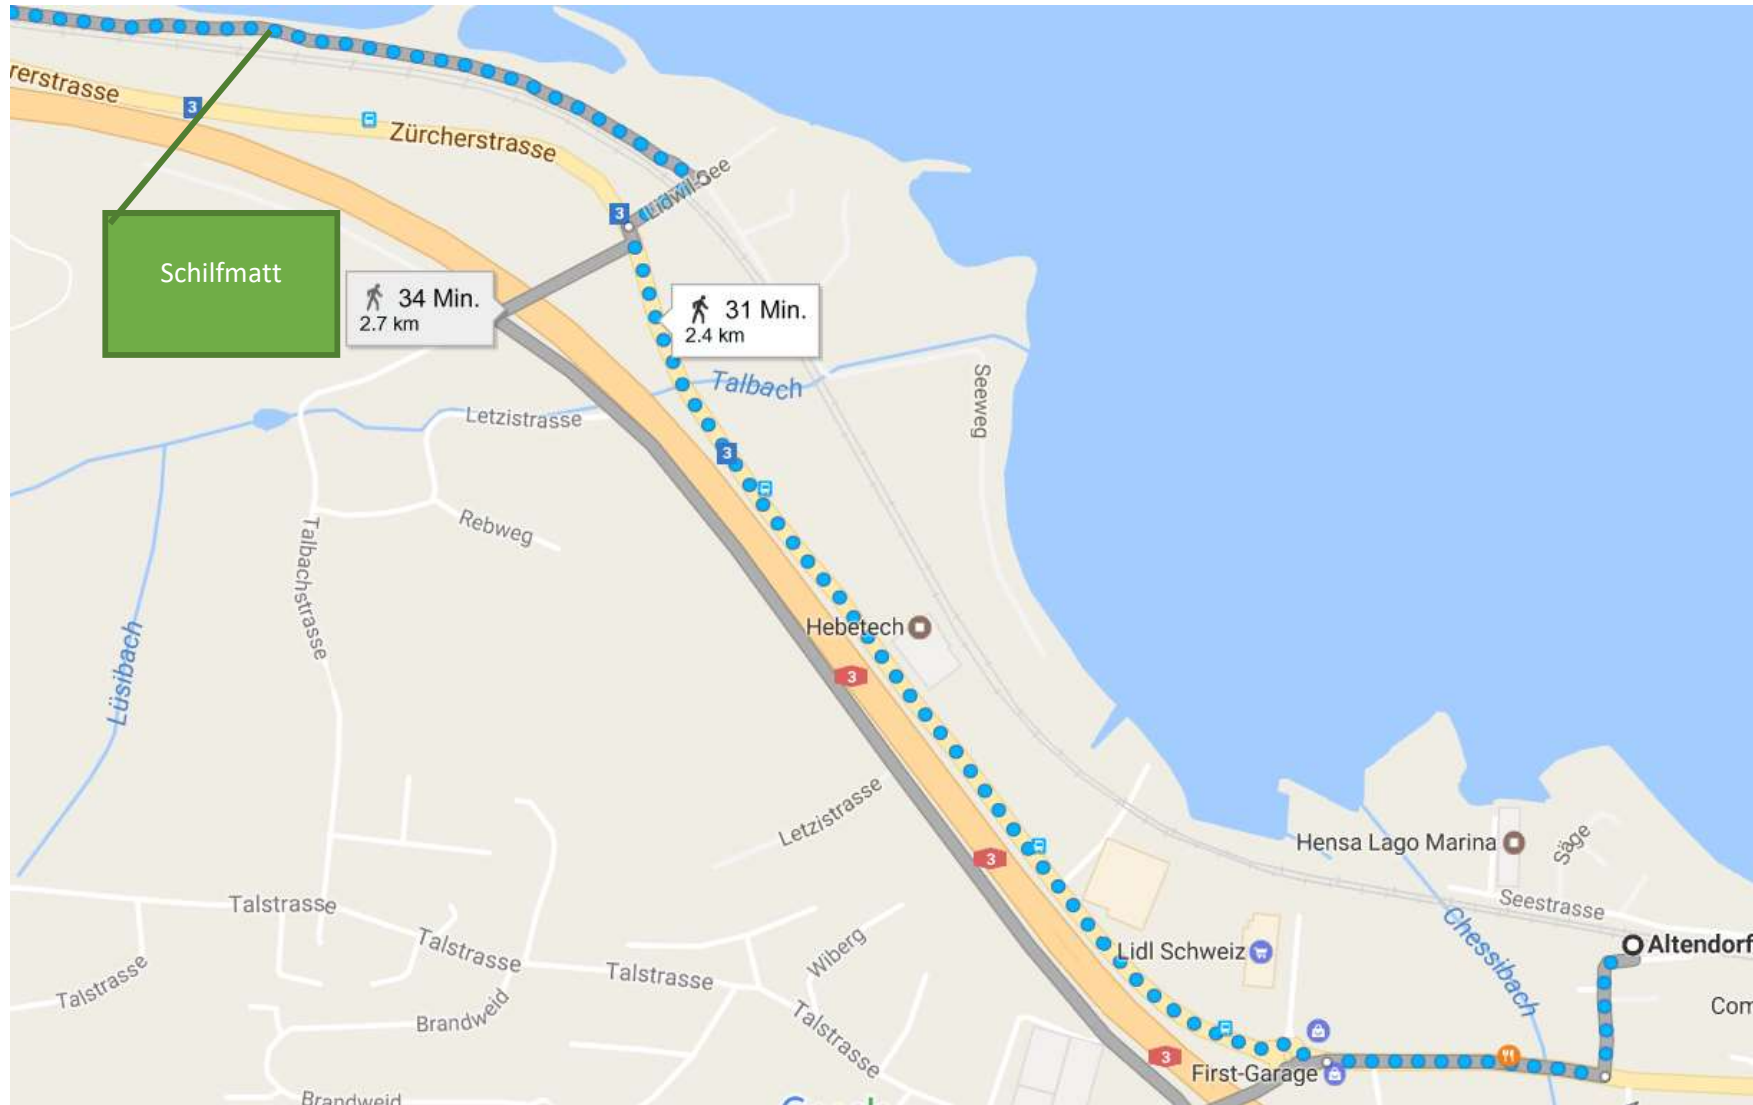 rerstrasse
3
Zürcherstrasse
Lidwil-See
3
Schilfmatt
34 Min.
2.7 km
31 Min.
2.4 km
Talbach
Seeweg
Letzistrasse
3
Rebweg
Talbachstrasse
Lüsibach
Hebetech
3
Letzistrasse
3
Hensa Lago Marina
Säge
Seestrasse
Talstrasse
Talstrasse
Talstrasse
Talstrasse
Talstrasse
Wiberg
Lidl Schweiz
Chessibach
Altendorf
Com
Brandweid
3
First-Garage
Brandweid
Google